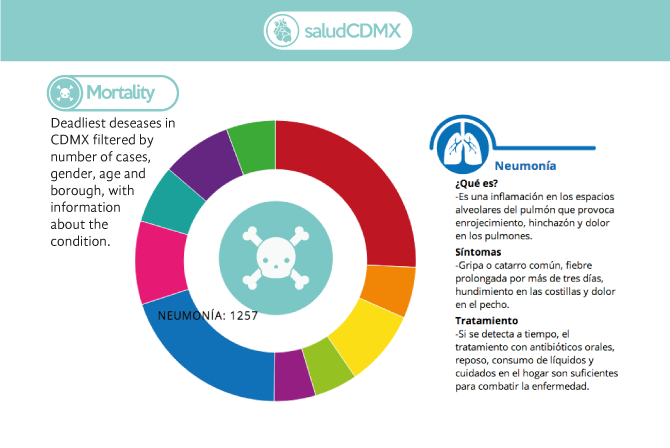 saludCDMX
Mortality
Deadliest deseases in
CDMX filtered by
number of cases,
gender, age and
borough, with
information
about the
condition.
NEUMONÍA: 1257
Neumonía
¿Qué es?
-Es una inflamación en los espacios
alveolares del pulmón que provoca
enrojecimiento, hinchazón y dolor
en los pulmones.
Síntomas
-Gripa o catarro común, fiebre
prolongada por más de tres días,
hundimiento en las costillas y dolor
en el pecho.
Tratamiento
-Si se detecta a tiempo, el
tratamiento con antibióticos orales,
reposo, consumo de líquidos y
cuidados en el hogar son suficientes
para combatir la enfermedad.